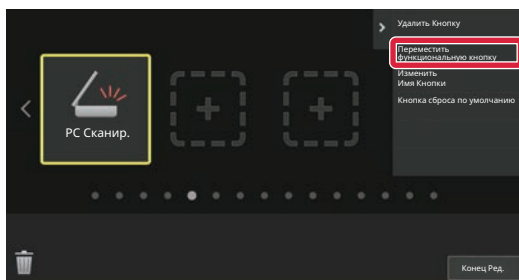 Удалить Кнопку
Переместить
функциональную кнопку
Изменить
Имя Кнопки
Кнопка сброса по умолчанию
PC Сканир.
Конец Ред.